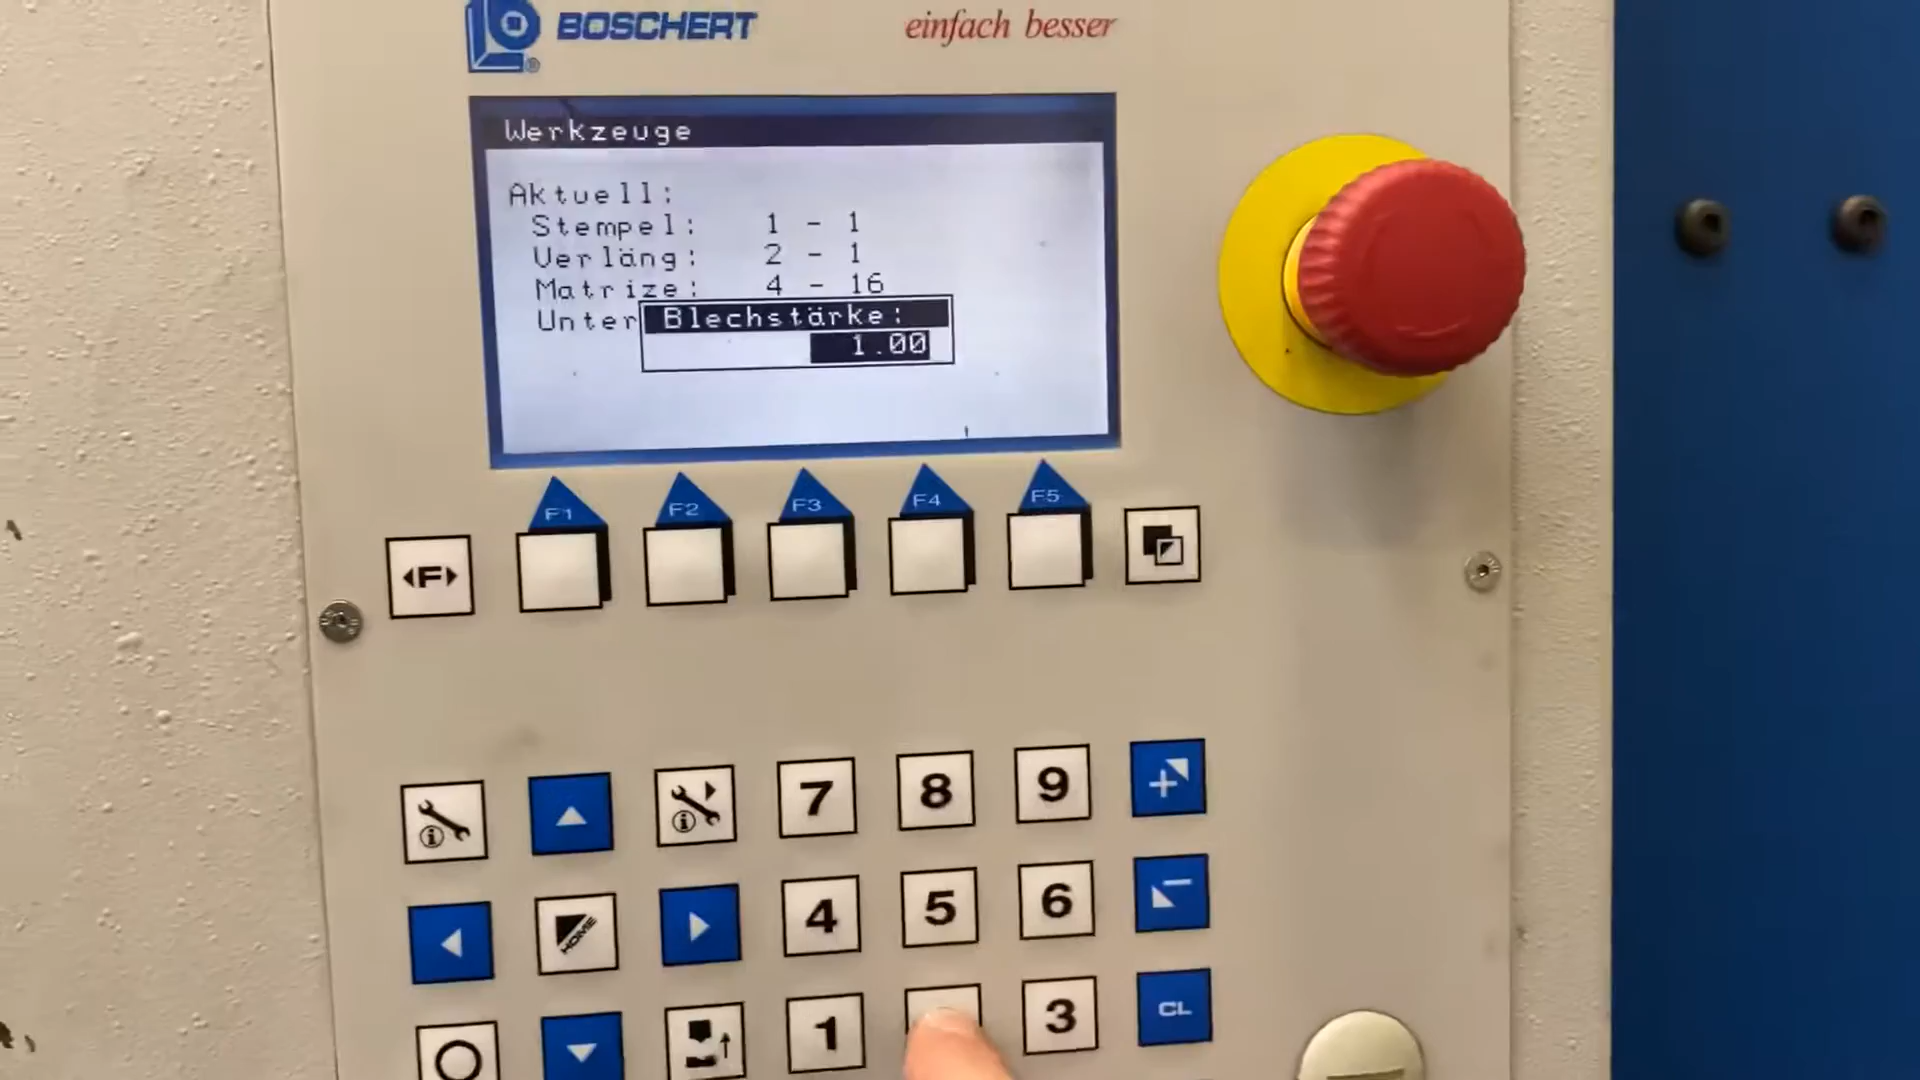 BOSCHERT
®
einfach besser
Werkzeuge
Aktuell:
Stempel: 1 - 1
Verläng: 2 - 1
Matrize: 4 - 16
Unter
Blechstärke:
1.00
F1 F2 F3 F4 F5
F
7 8 9 +
HOME 4 5 6 -
1 3 CL